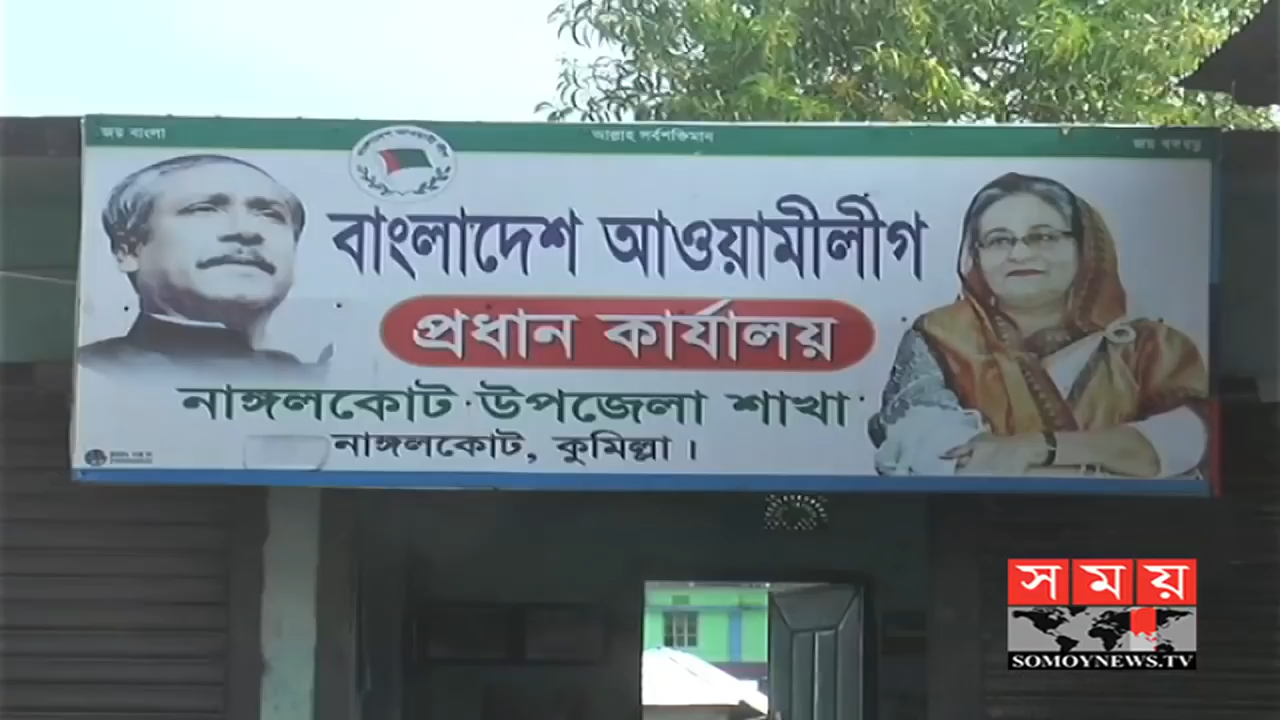 জয় বাংলা
আল্লাহ সর্বশক্তিমান
জয় বঙ্গবন্ধু
বাংলাদেশ আওয়ামীলীগ
প্রধান কার্যালয়
নাঙ্গলকোট উপজেলা শাখা
নাঙ্গলকোট, কুমিল্লা।
সময়
SOMOYNEWS.TV